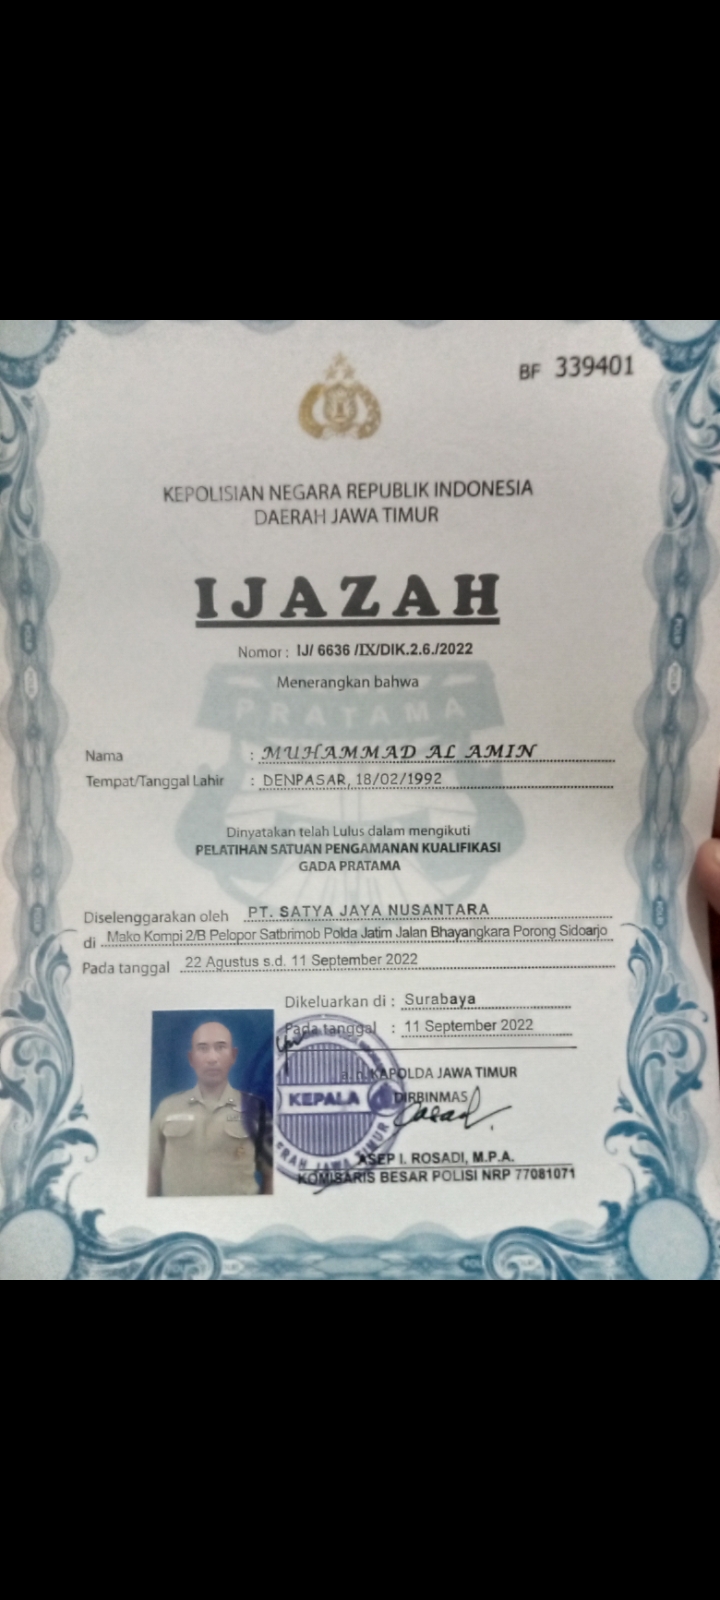 BF 339401
KEPOLISIAN NEGARA REPUBLIK INDONESIA
DAERAH JAWA TIMUR
IJAZAH
Nomor : IJ/ 6636 /IX/DIK.2.6./2022
Menerangkan bahwa
PRATAMA
Nama : MUHAMMAD AL AMIN
Tempat/Tanggal Lahir : DENPASAR, 18/02/1992
Dinyatakan telah Lulus dalam mengikuti
PELATIHAN SATUAN PENGAMANAN KUALIFIKASI
GADA PRATAMA
Diselenggarakan oleh PT. SATYA JAYA NUSANTARA
di Mako Kompi 2/B Pelopor Satbrimob Polda Jatim Jalan Bhayangkara Porong Sidoarjo
Pada tanggal 22 Agustus s.d. 11 September 2022
Dikeluarkan di : Surabaya
Pada tanggal : 11 September 2022
a.n. KAPOLDA JAWA TIMUR
DIRBINMAS
KEPALA
JAWA TIMUR
ASEP I. ROSADI, M.P.A.
KOMISARIS BESAR POLISI NRP 77081071